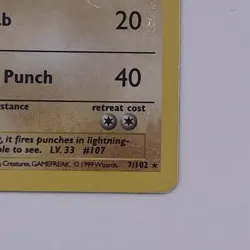 ab 20
Punch 40
istance retreat cost
, it fires punches in lightning-
ble to see. LV. 33 #107
Creatures, GAMEFREAK. © 1999 Wizards. 7/102 ★